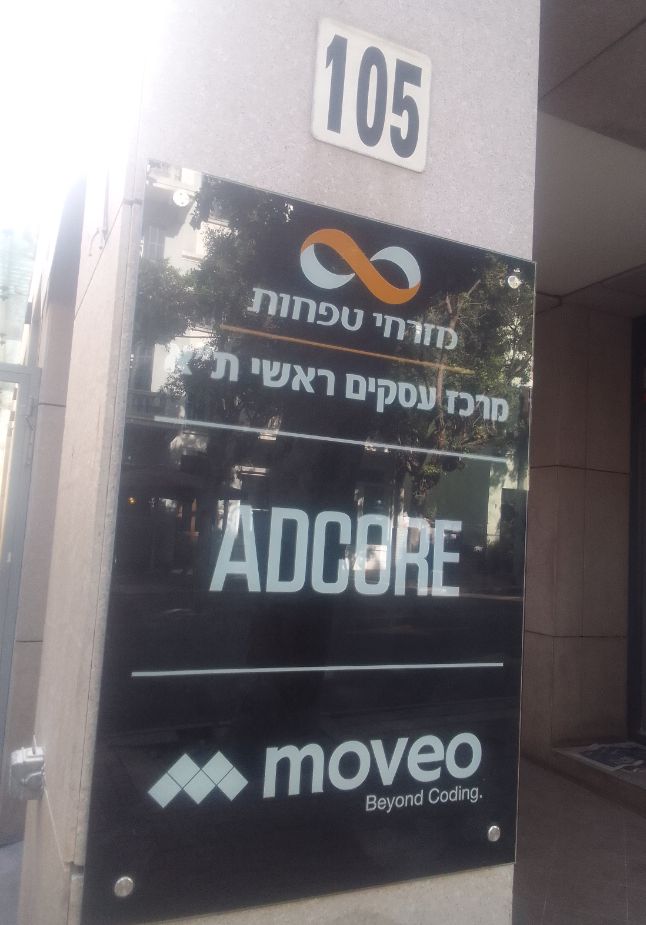 105
מזרחי טפחות
מרכז עסקים ראשי ת"א
ADCORE
moveo
Beyond Coding.